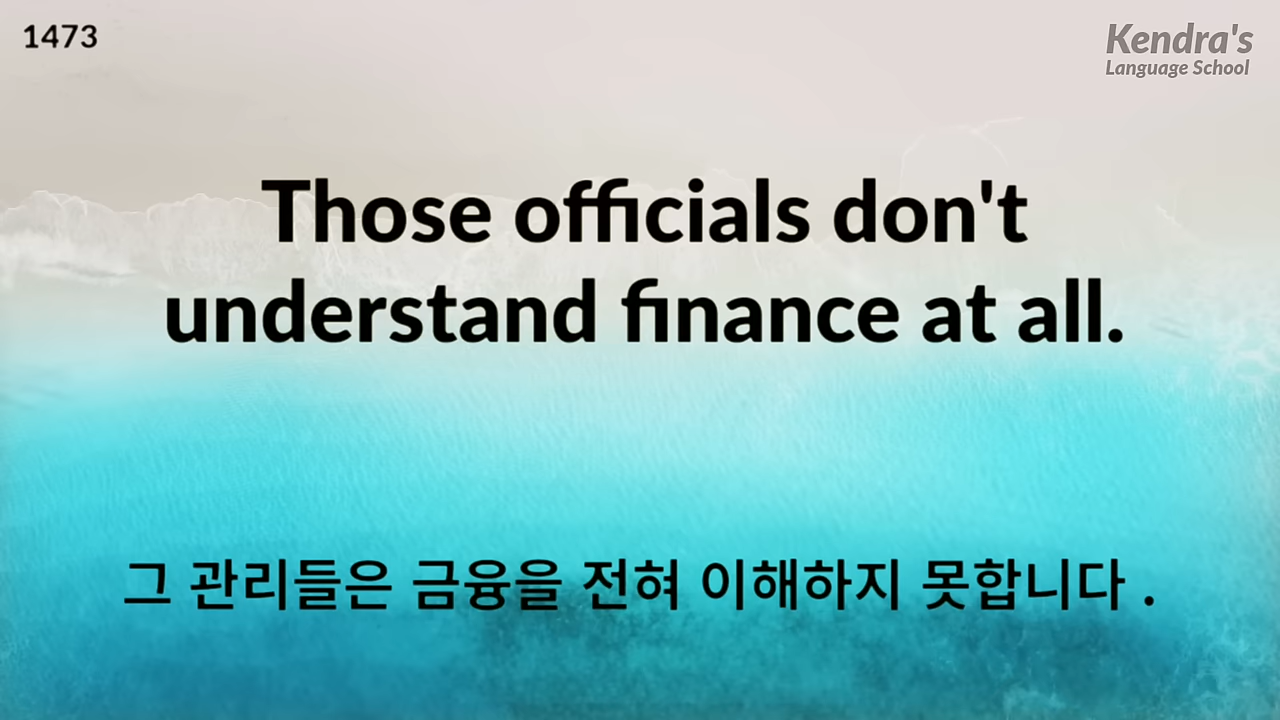 1473
Kendra's
Language School
Those officials don't
understand finance at all.
그 관리들은 금융을 전혀 이해하지 못합니다 .